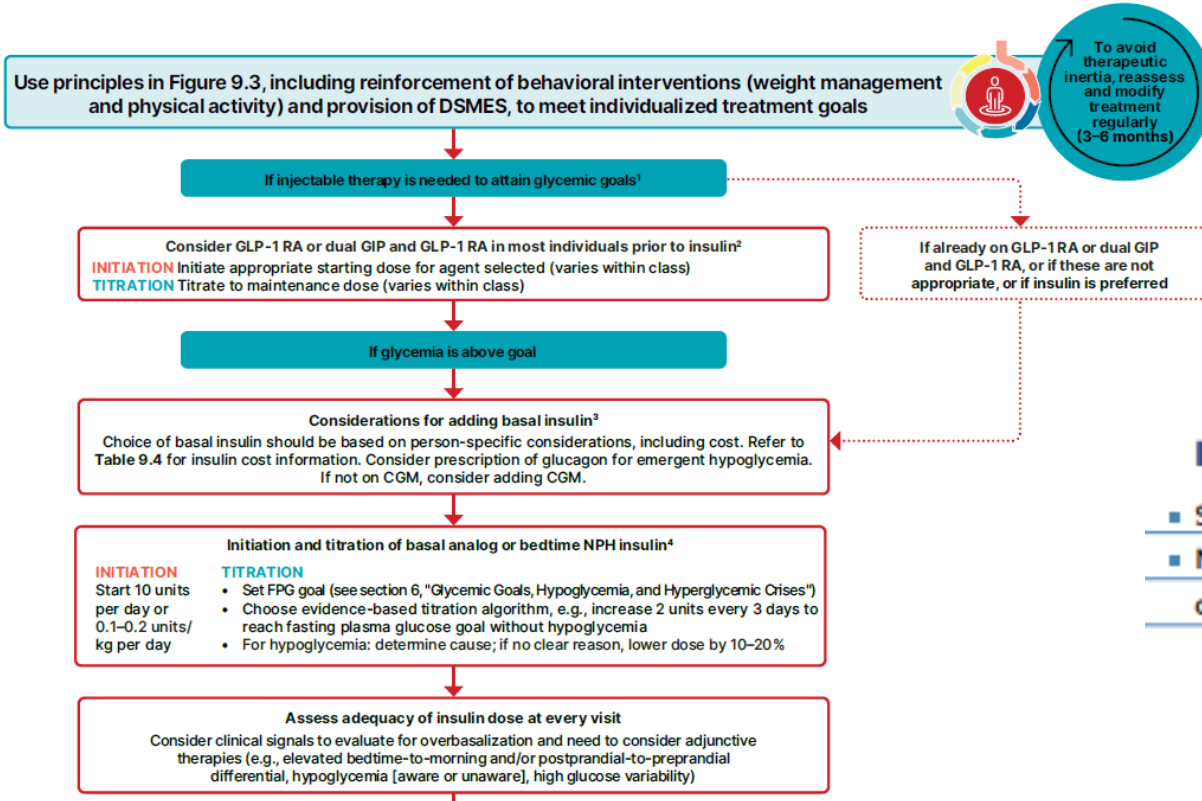 To avoid
therapeutic
inertia, reassess
and modify
treatment
regularly
(3–6 months)
Use principles in Figure 9.3, including reinforcement of behavioral interventions (weight management
and physical activity) and provision of DSMES, to meet individualized treatment goals
If injectable therapy is needed to attain glycemic goals¹
Consider GLP-1 RA or dual GIP and GLP-1 RA in most individuals prior to insulin²
INITIATION Initiate appropriate starting dose for agent selected (varies within class)
TITRATION Titrate to maintenance dose (varies within class)
If already on GLP-1 RA or dual GIP
and GLP-1 RA, or if these are not
appropriate, or if insulin is preferred
If glycemia is above goal
Considerations for adding basal insulin³
Choice of basal insulin should be based on person-specific considerations, including cost. Refer to
Table 9.4 for insulin cost information. Consider prescription of glucagon for emergent hypoglycemia.
If not on CGM, consider adding CGM.
Initiation and titration of basal analog or bedtime NPH insulin⁴
INITIATION
Start 10 units
per day or
0.1–0.2 units/
kg per day
TITRATION
• Set FPG goal (see section 6, "Glycemic Goals, Hypoglycemia, and Hyperglycemic Crises")
• Choose evidence-based titration algorithm, e.g., increase 2 units every 3 days to
reach fasting plasma glucose goal without hypoglycemia
• For hypoglycemia: determine cause; if no clear reason, lower dose by 10–20%
Assess adequacy of insulin dose at every visit
Consider clinical signals to evaluate for overbasalization and need to consider adjunctive
therapies (e.g., elevated bedtime-to-morning and/or postprandial-to-preprandial
differential, hypoglycemia [aware or unaware], high glucose variability)